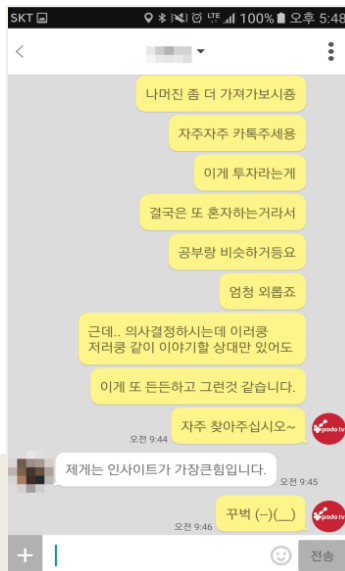 SKT LTE 100% 오후 5:48
나머진 좀 더 가져가보시죵
자주자주 카톡주세용
이게 투자라는게
결국은 또 혼자하는거라서
공부랑 비슷하거등요
엄청 외롭죠
근데.. 의사결정하시는데 이러쿵
저러쿵 같이 이야기할 상대만 있어도
이게 또 든든하고 그런것 같습니다.
자주 찾아주십시오~
오전 9:44
podo tv
제게는 인사이트가 가장큰힘입니다.
오전 9:45
꾸벅 (--)(__)
오전 9:46
podo tv
전송